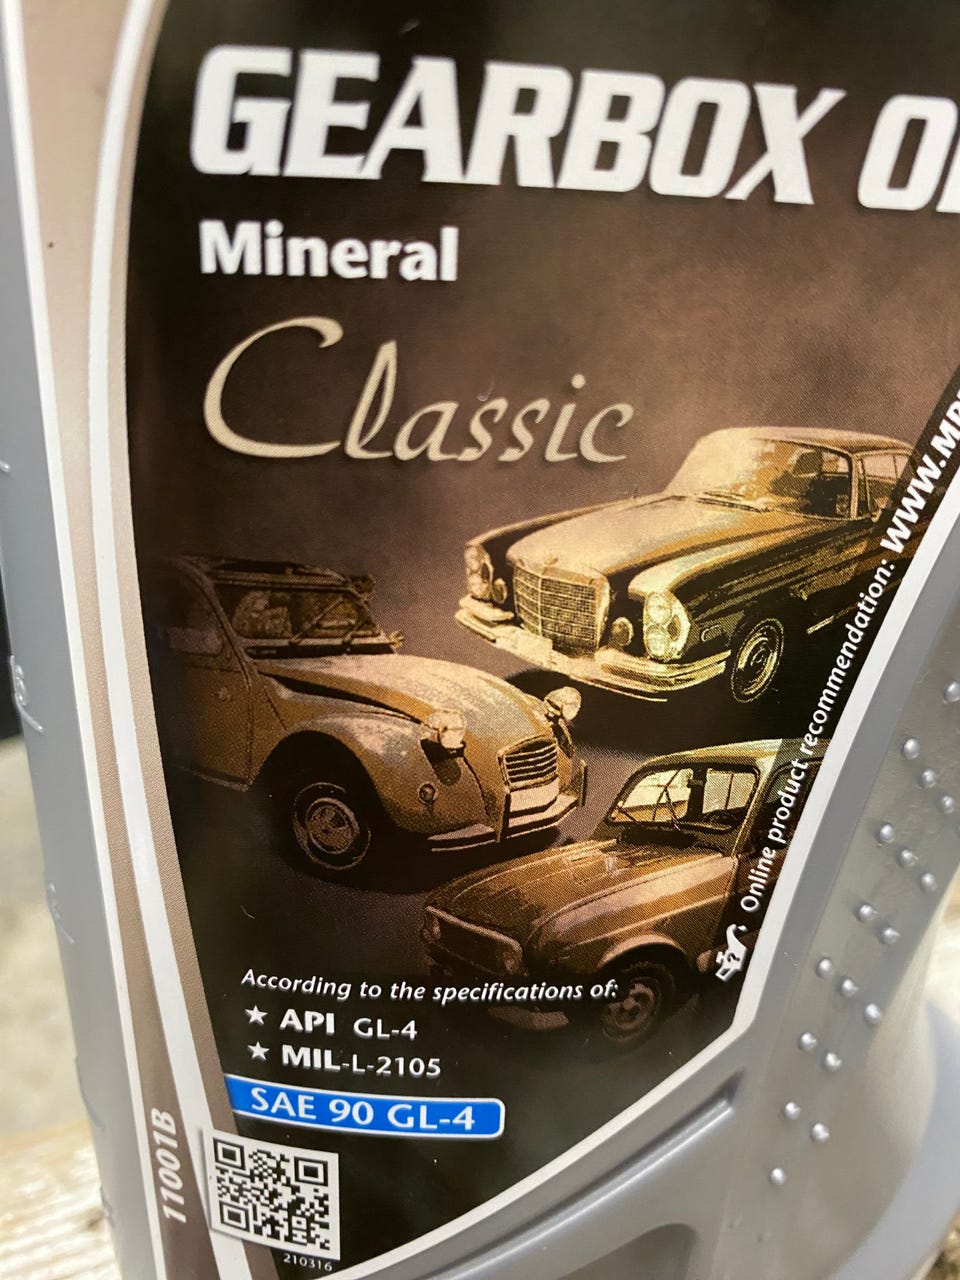 GEARBOX
Mineral
Classic
Online product recommendation:
According to the specifications of:
★ API GL-4
★ MIL-L-2105
SAE 90 GL-4
11001B
210316